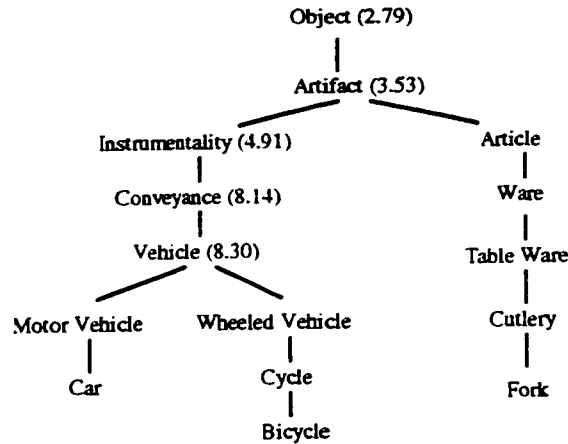 Object (2.79)
Artifact (3.53)
Instrumentality (4.91)
Article
Conveyance (8.14)
Ware
Vehicle (8.30)
Table Ware
Motor Vehicle
Wheeled Vehicle
Cutlery
Car
Cycle
Fork
Bicycle